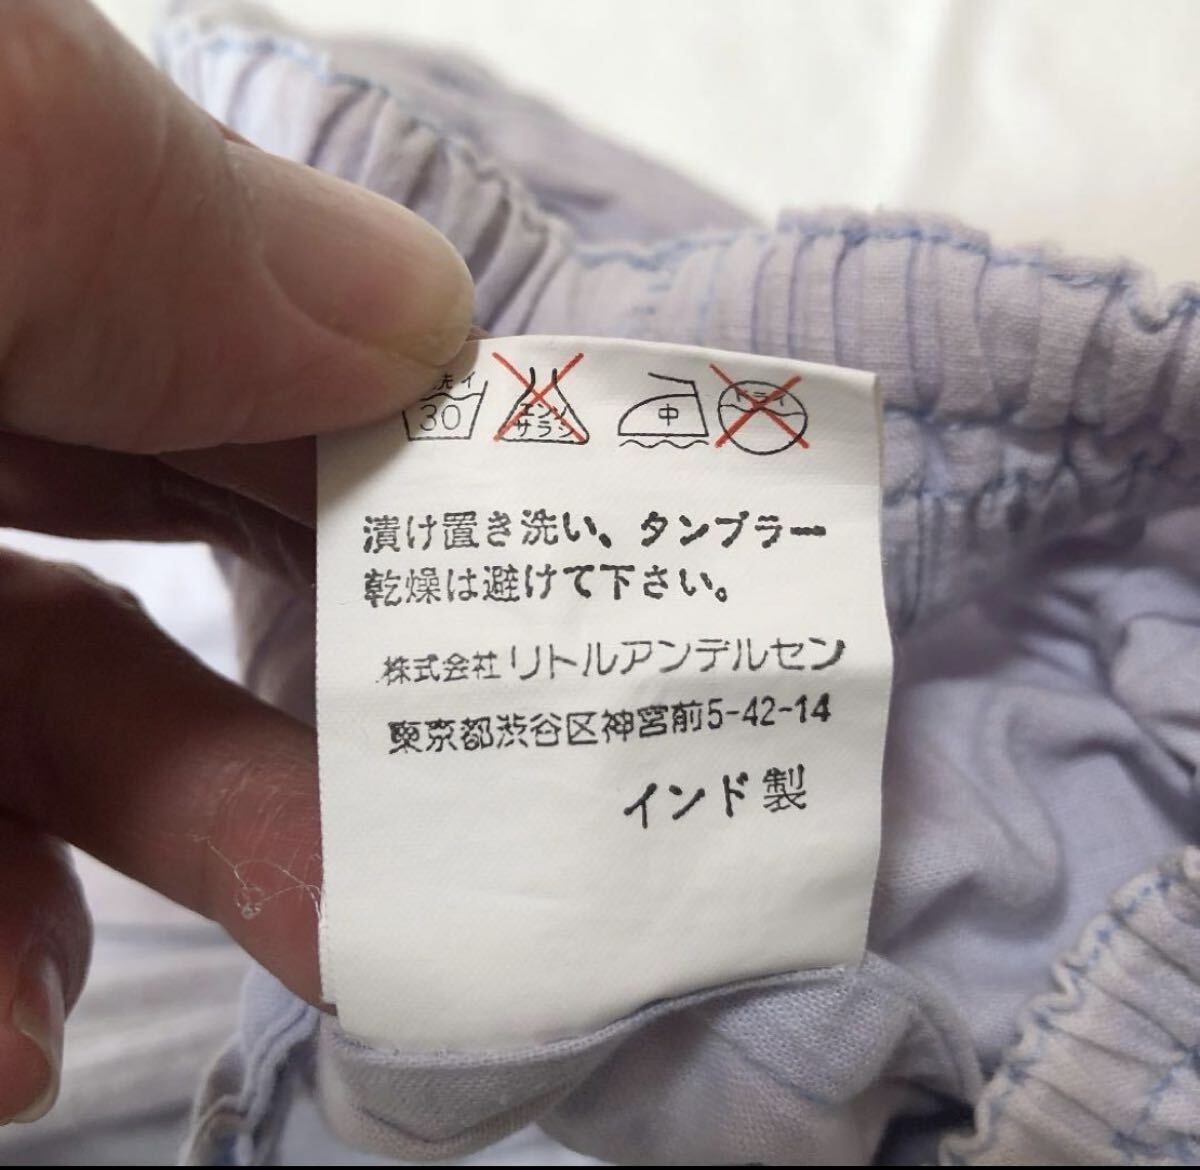 30 エンソ 中 ドライ
サラシ
漬け置き洗い、タンブラー
乾燥は避けて下さい。
株式会社リトルアンデルセン
東京都渋谷区神宮前5-42-14
インド製